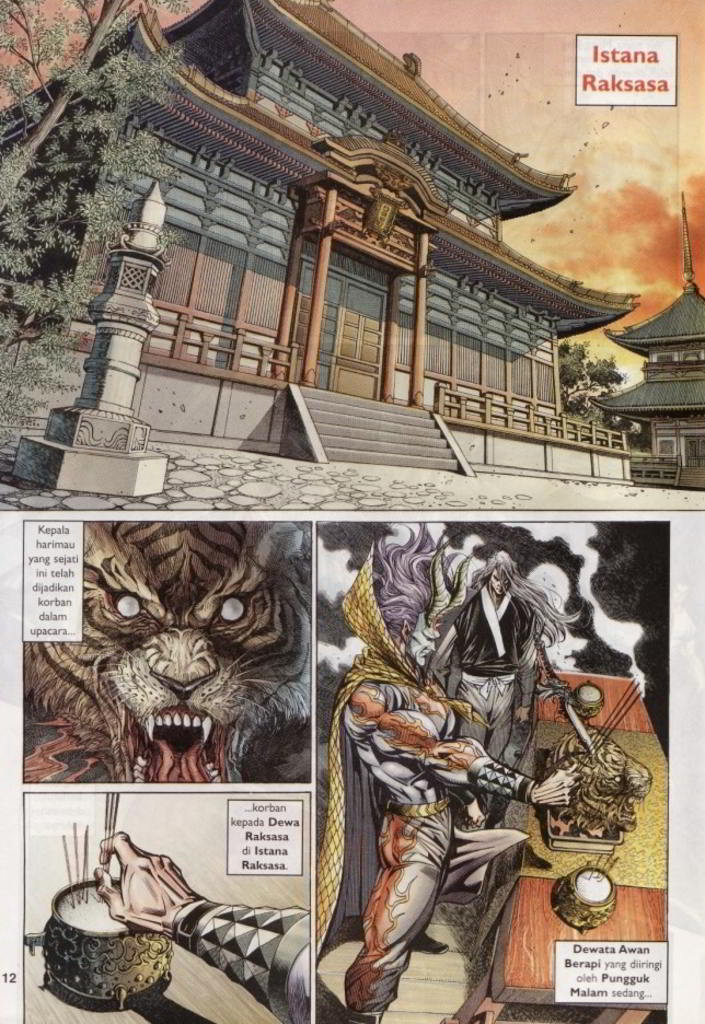 Istana
Raksasa
Kepala
harimau
yang sejati
ini telah
dijadikan
korban
dalam
upacara...
...korban
kepada Dewa
Raksasa
di Istana
Raksasa.
Dewata Awan
Berapi yang diiringi
oleh Pungguk
Malam sedang...
12